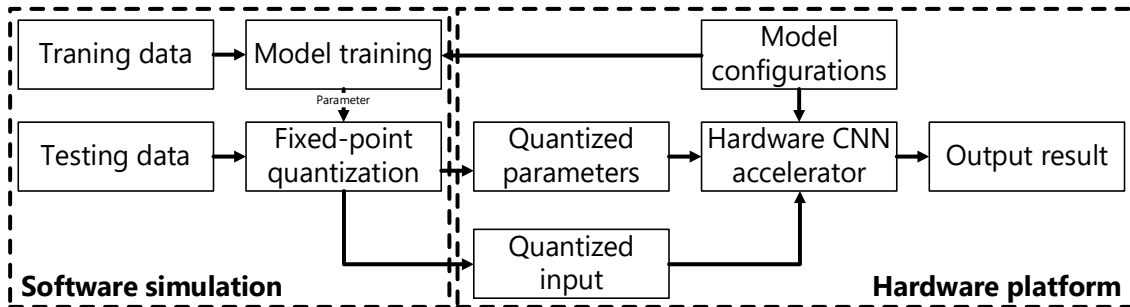 Traning data
Model training
Model
configurations
Parameter
Testing data
Fixed-point
quantization
Quantized
parameters
Hardware CNN
accelerator
Output result
Quantized
input
Software simulation
Hardware platform